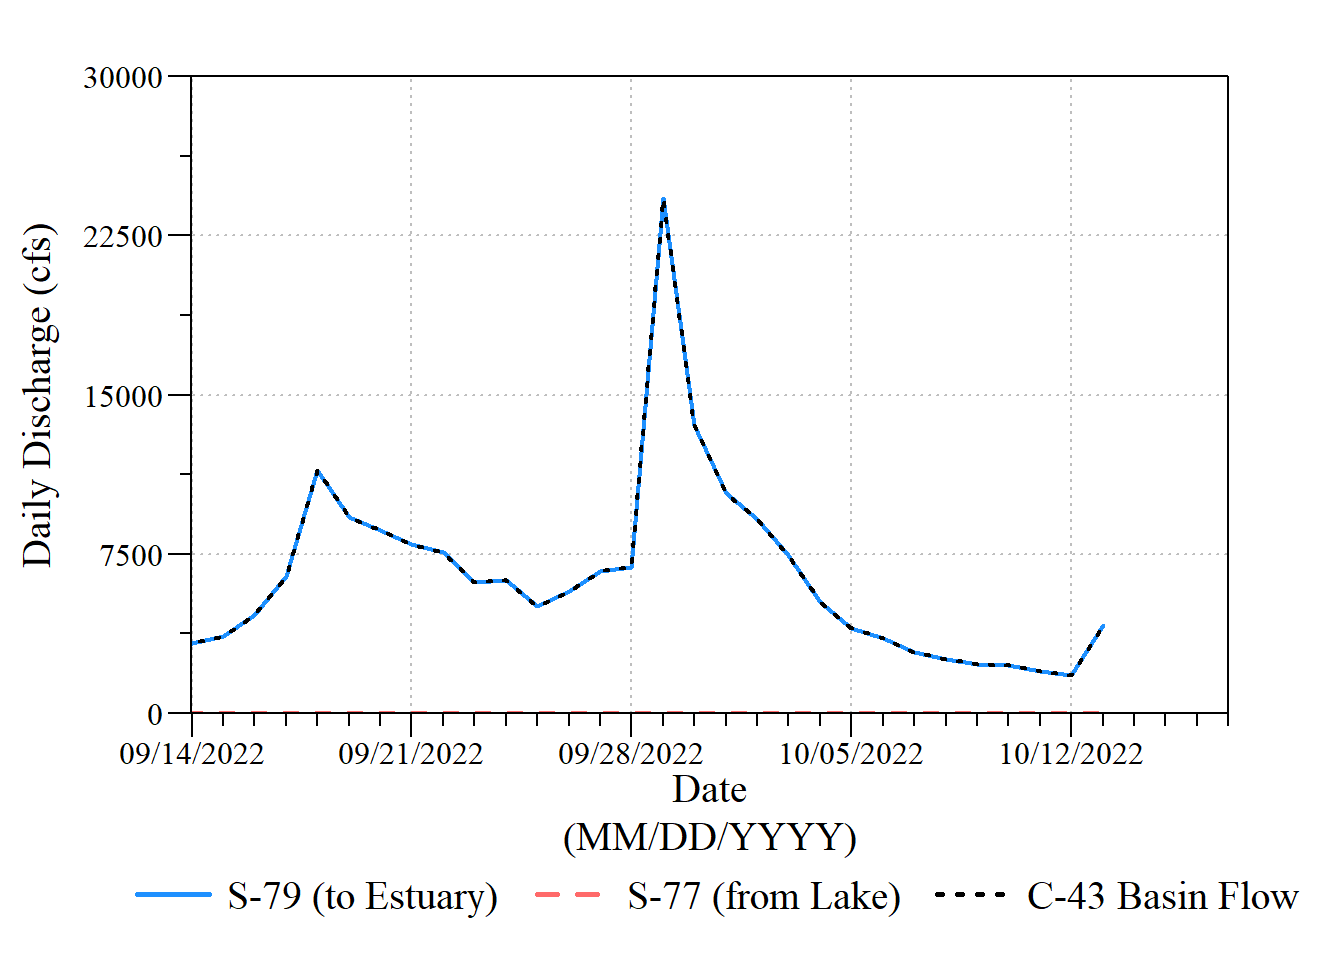 30000
22500
15000
7500
0
Daily Discharge (cfs)
09/14/2022 09/21/2022 09/28/2022 10/05/2022 10/12/2022
Date
(MM/DD/YYYY)
S-79 (to Estuary) S-77 (from Lake) C-43 Basin Flow